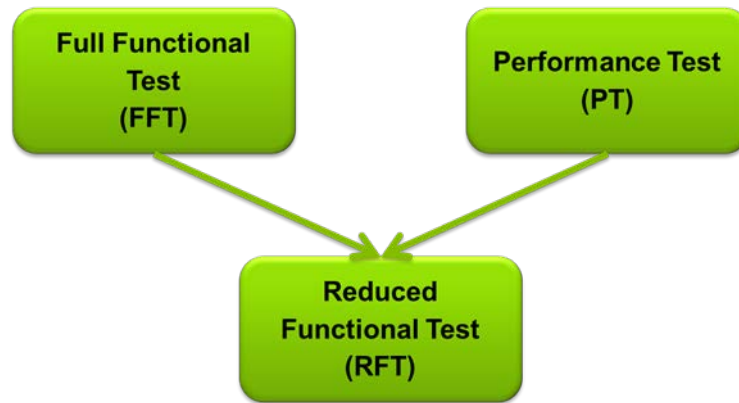 Full Functional
Test
(FFT)
Performance Test
(PT)
Reduced
Functional Test
(RFT)